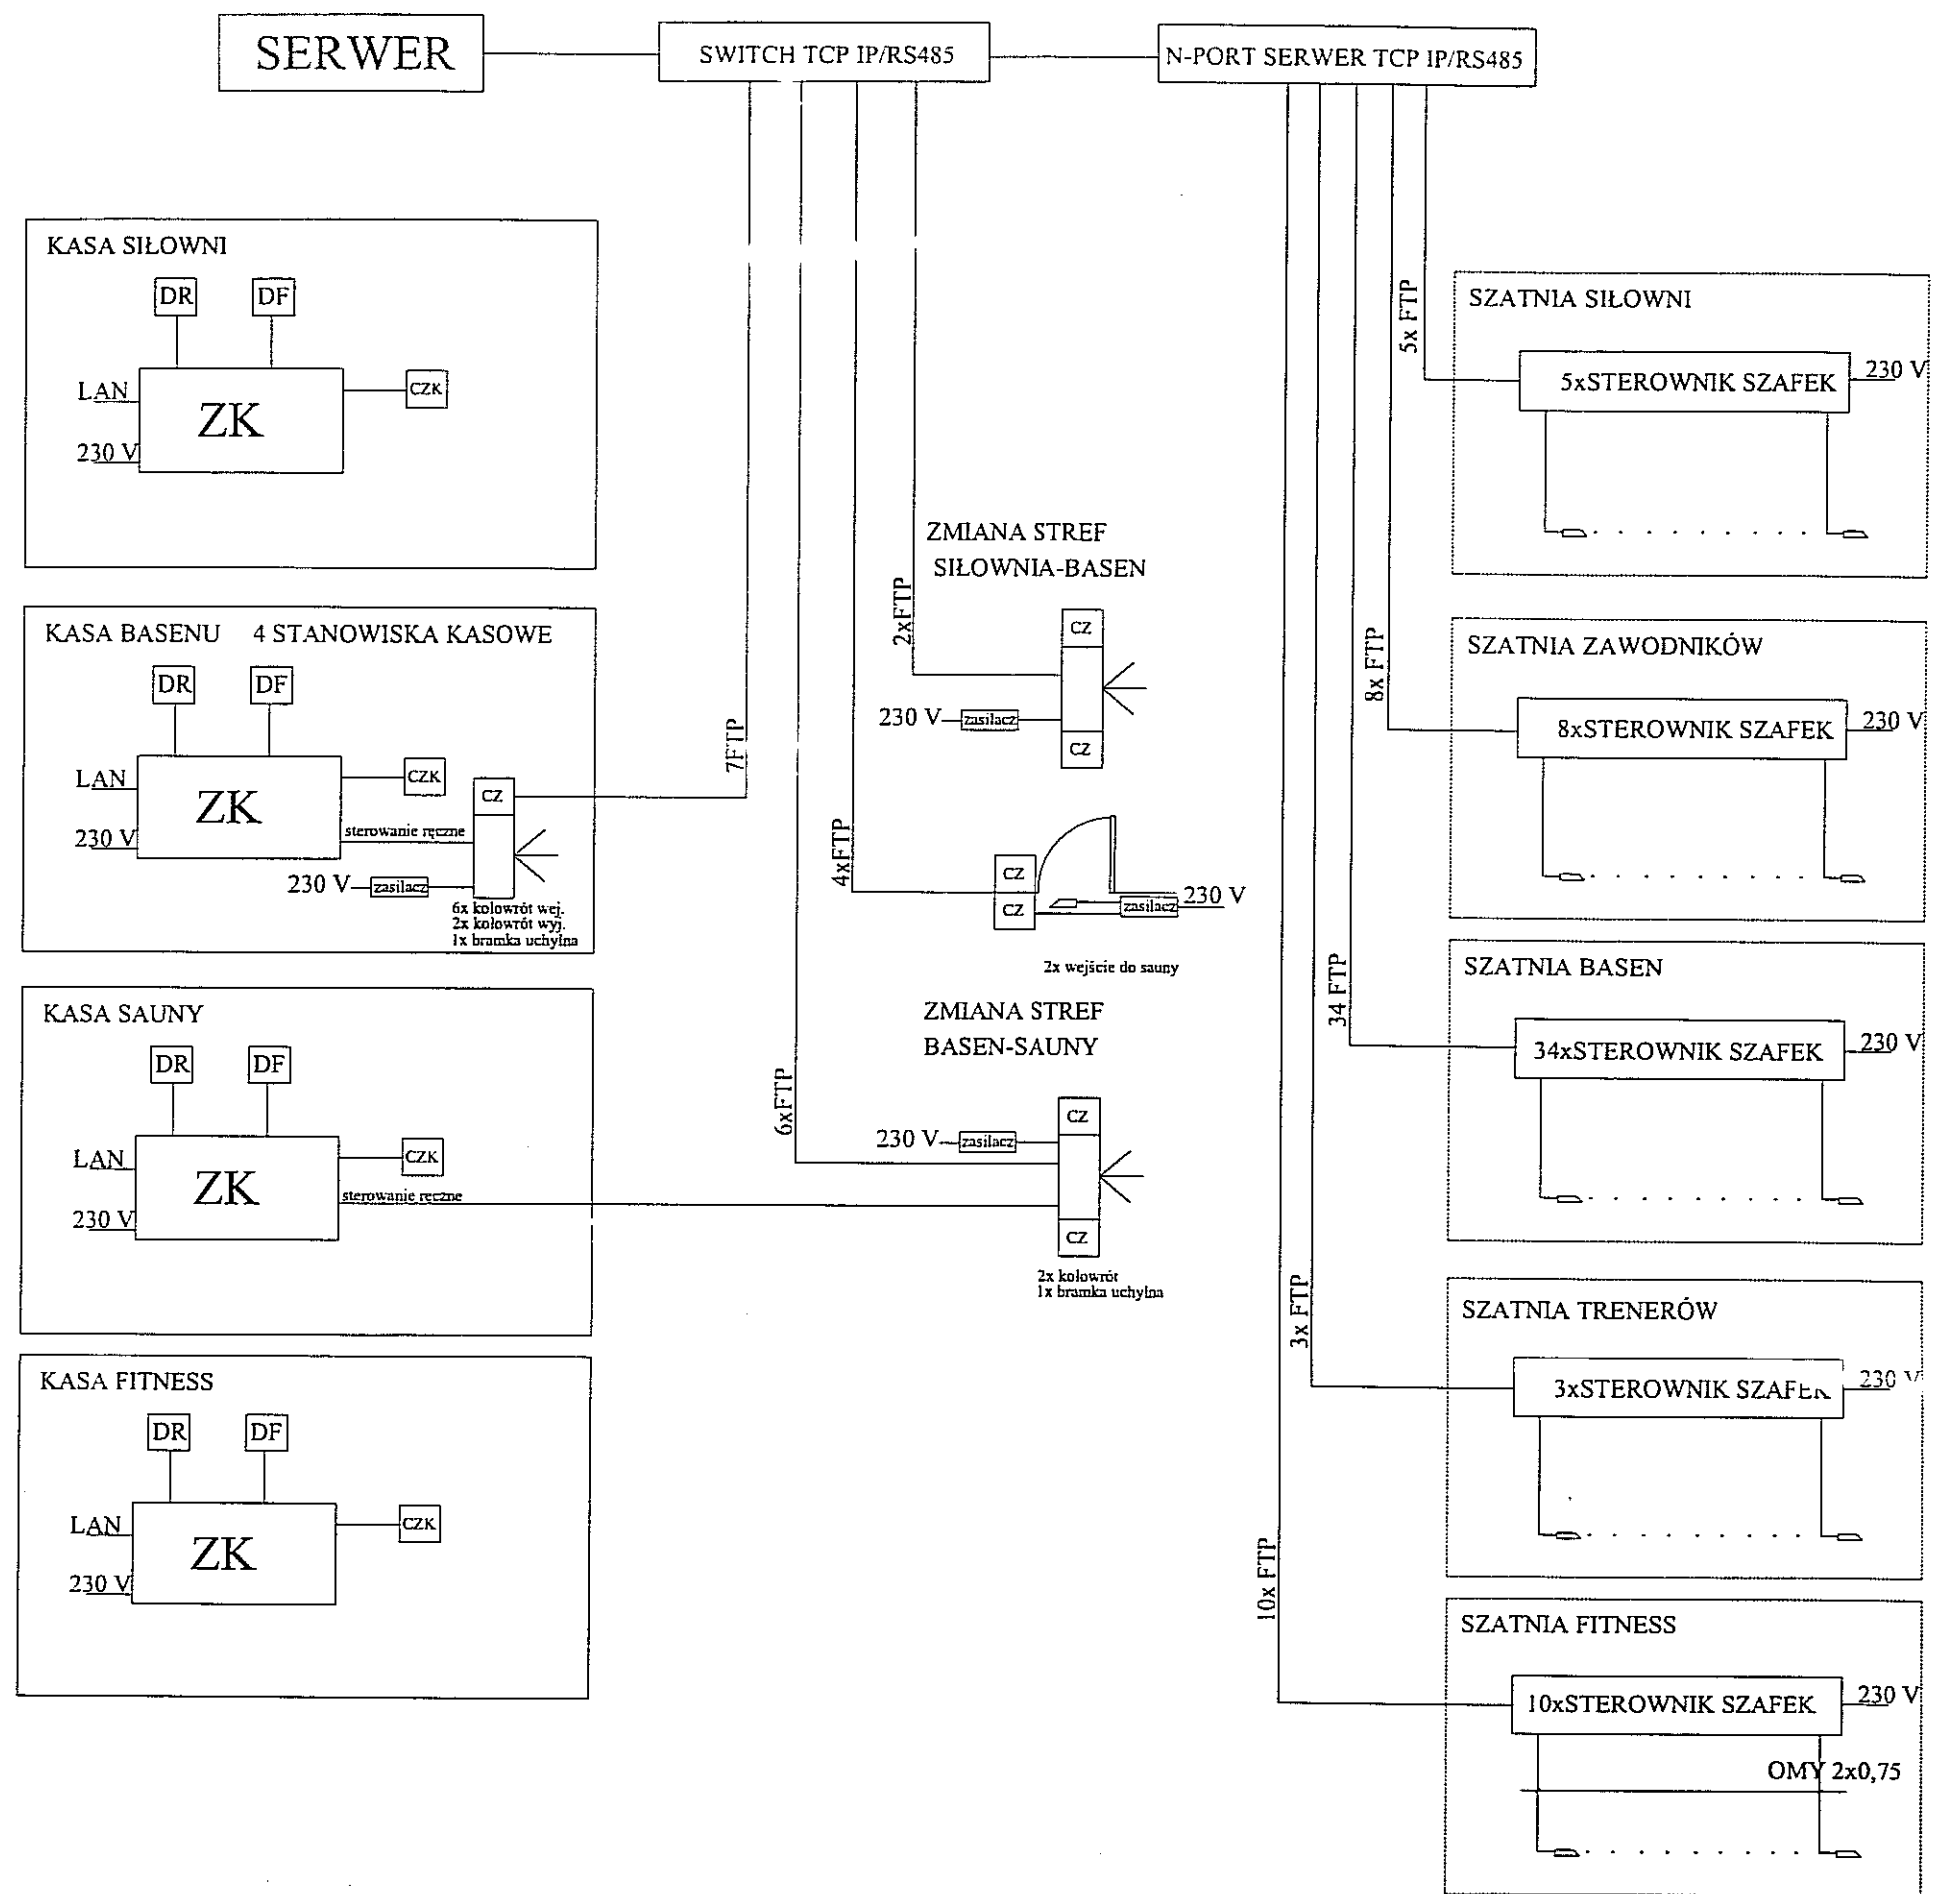 SERWER
SWITCH TCP IP/RS485
N-PORT SERWER TCP IP/RS485
KASA SIŁOWNI
DR
DF
LAN
ZK
CZK
230 V
KASA BASENU 4 STANOWISKA KASOWE
DR
DF
LAN
ZK
CZK
230 V
sterowanie ręczne
CZ
230 V
zasilacz
6x kołowrót wej.
2x kołowrót wyj.
1x bramka uchylna
KASA SAUNY
DR
DF
LAN
ZK
CZK
230 V
sterowanie ręczne
KASA FITNESS
DR
DF
LAN
ZK
CZK
230 V
7FTP
6xFTP
4xFTP
2xFTP
ZMIANA STREF
SIŁOWNIA-BASEN
CZ
230 V
zasilacz
CZ
CZ
CZ
zasilacz
230 V
2x wejście do sauny
ZMIANA STREF
BASEN-SAUNY
CZ
230 V
zasilacz
CZ
2x kołowrót
1x bramka uchylna
5x FTP
8x FTP
34 FTP
3x FTP
10x FTP
SZATNIA SIŁOWNI
5xSTEROWNIK SZAFEK
230 V
SZATNIA ZAWODNIKÓW
8xSTEROWNIK SZAFEK
230 V
SZATNIA BASEN
34xSTEROWNIK SZAFEK
230 V
SZATNIA TRENERÓW
3xSTEROWNIK SZAFEK
230 V
SZATNIA FITNESS
10xSTEROWNIK SZAFEK
230 V
OMY 2x0,75